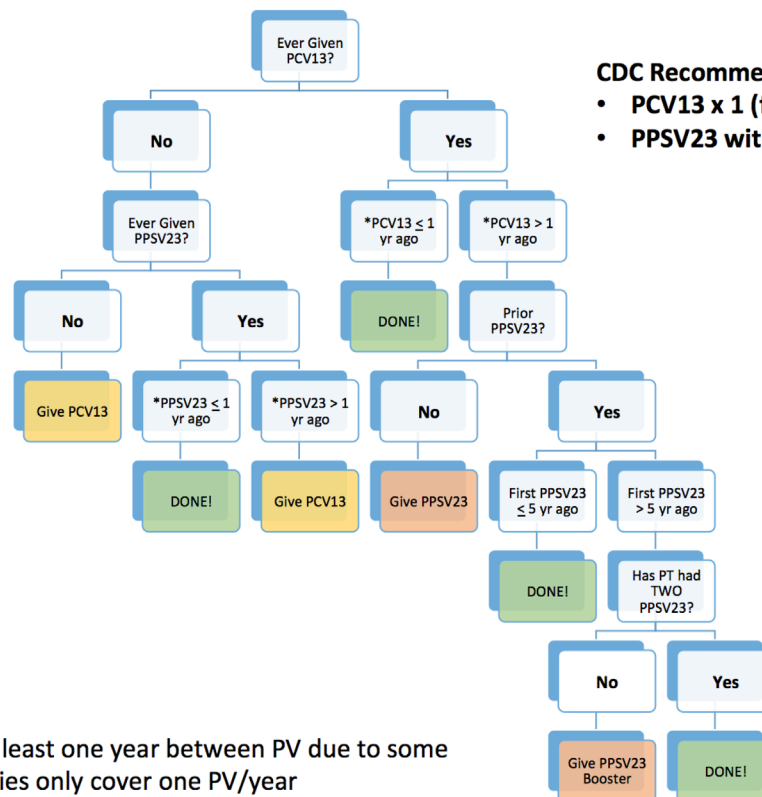 Ever Given
PCV13?
CDC Recomme
• PCV13 x 1 (
• PPSV23 wit
No
Yes
Ever Given
PPSV23?
*PCV13 ≤ 1
yr ago
*PCV13 > 1
yr ago
No
Yes
DONE!
Prior
PPSV23?
Give PCV13
*PPSV23 ≤ 1
yr ago
*PPSV23 > 1
yr ago
No
Yes
DONE!
Give PCV13
Give PPSV23
First PPSV23
≤ 5 yr ago
First PPSV23
> 5 yr ago
DONE!
Has PT had
TWO
PPSV23?
No
Yes
least one year between PV due to some
ies only cover one PV/year
Give PPSV23
Booster
DONE!